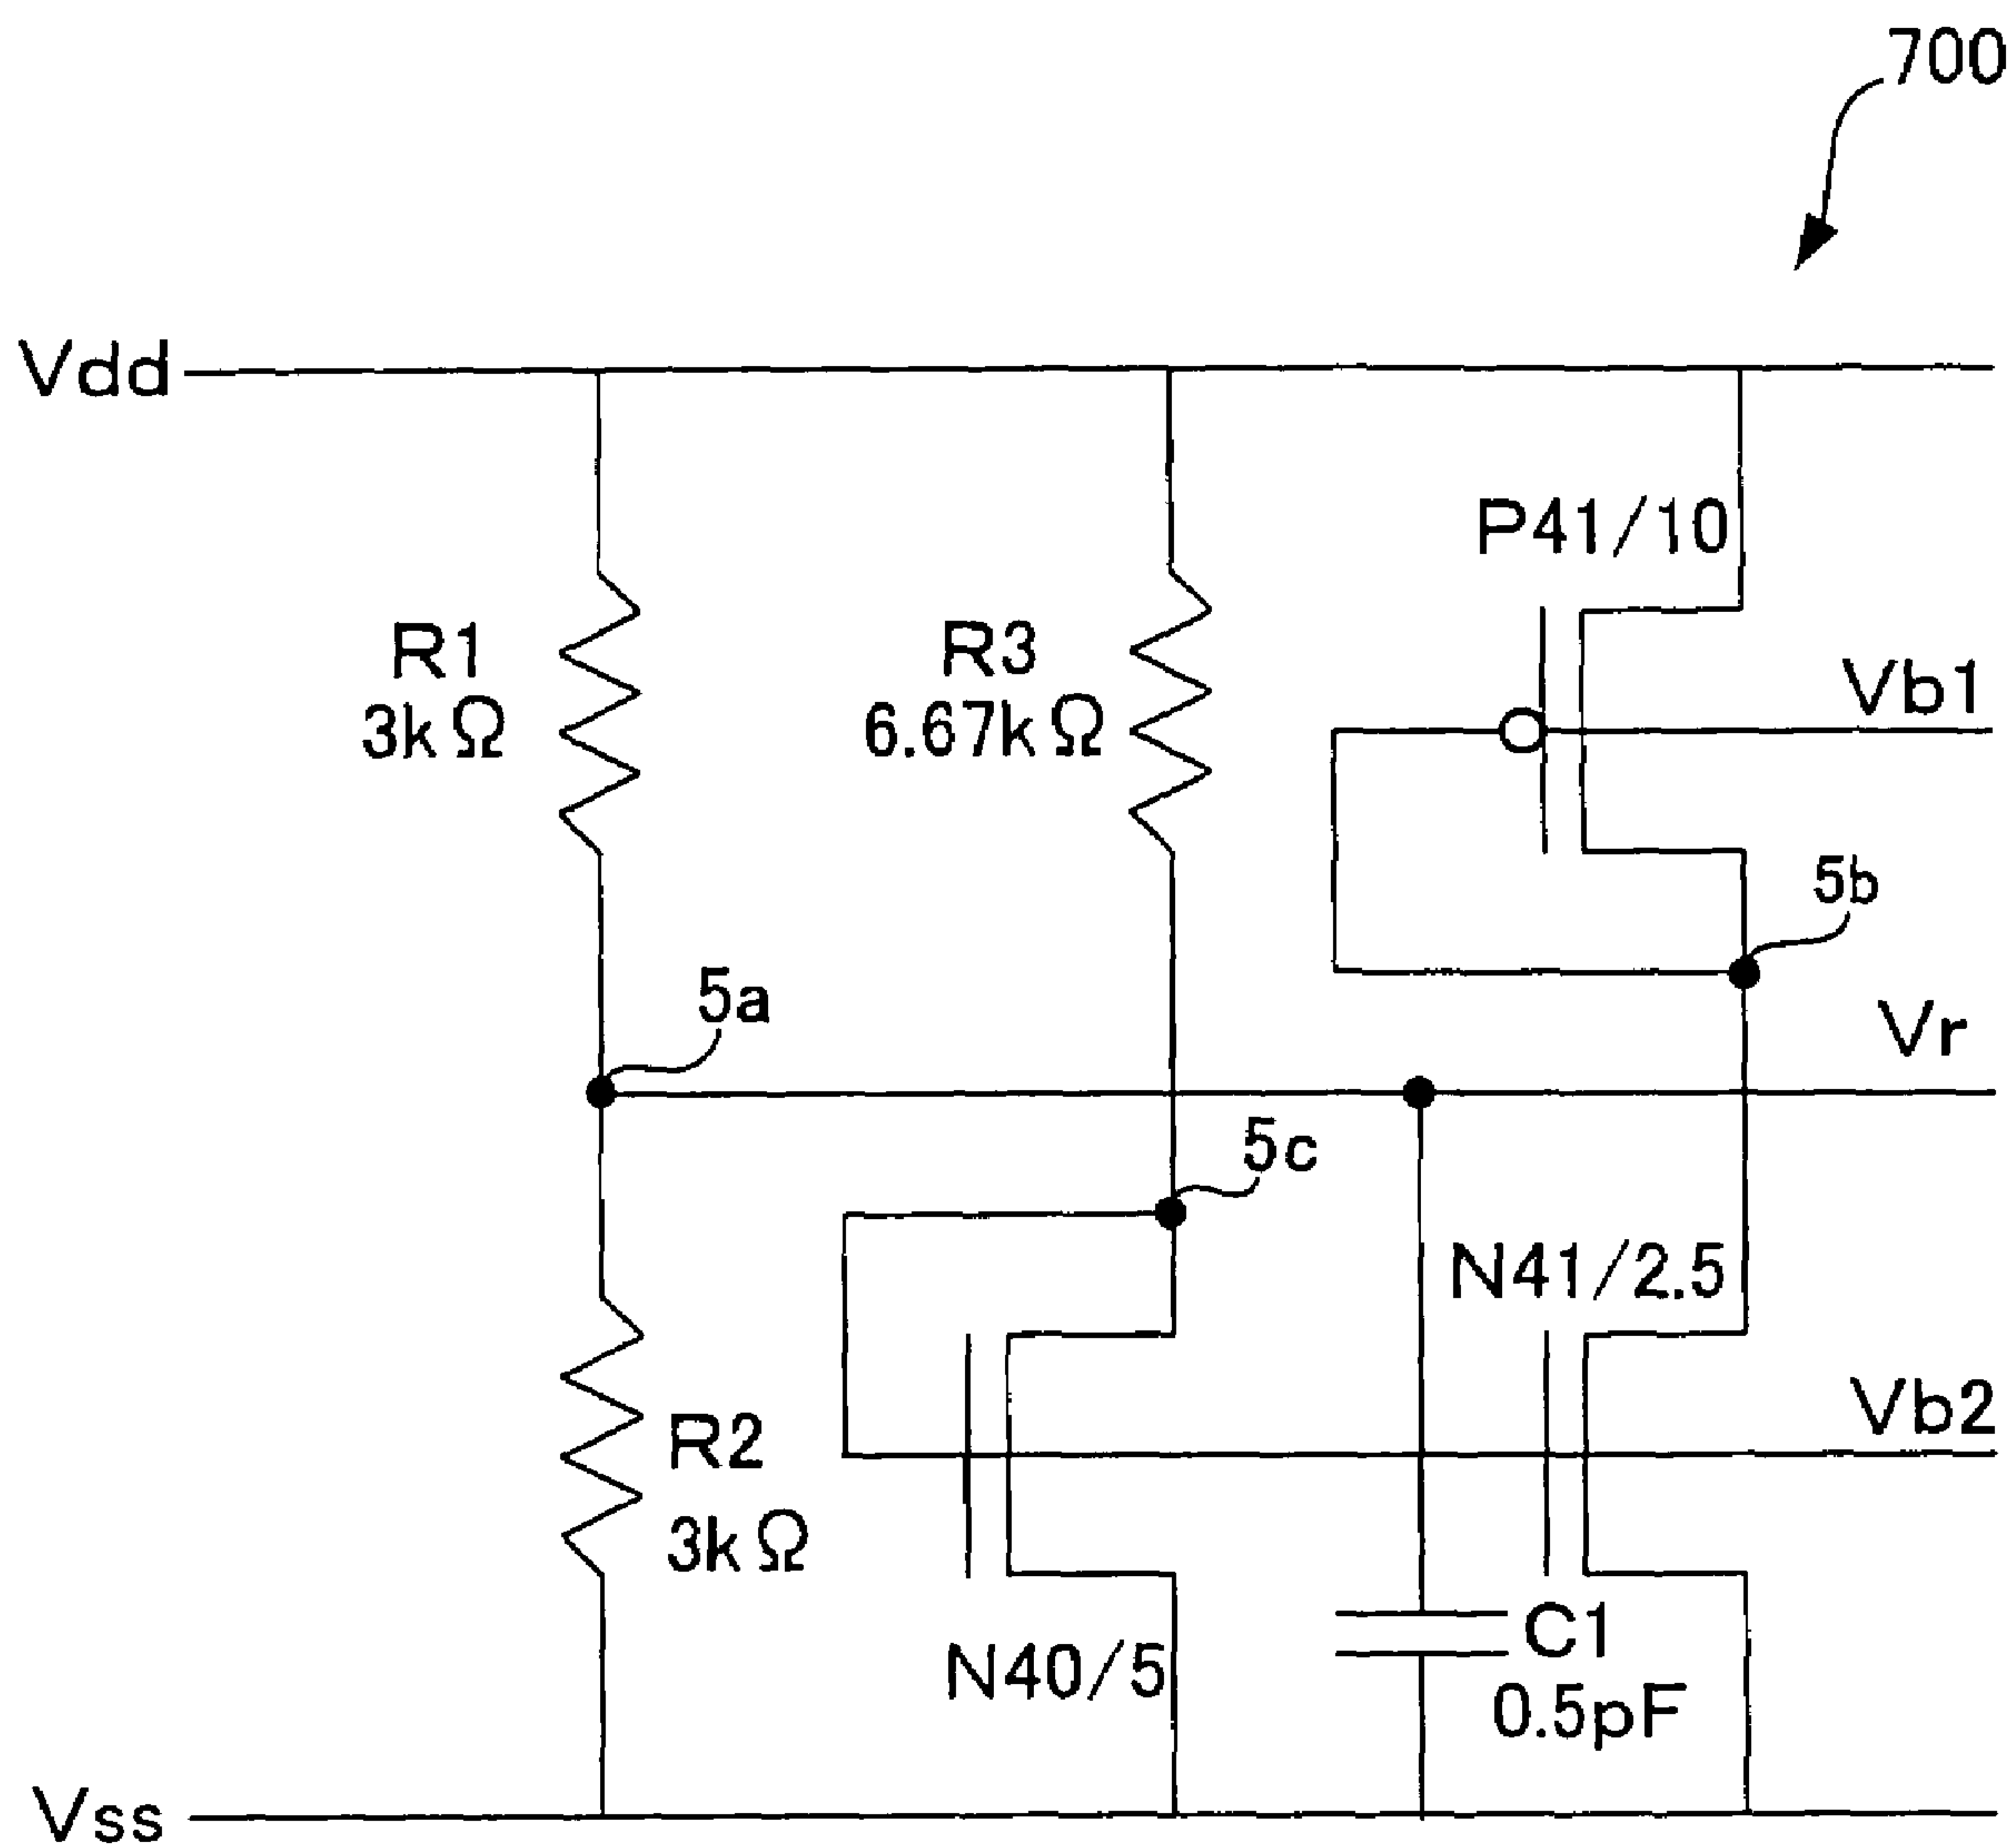 700
Vdd
P41/10
R1
3kΩ
R3
6.67kΩ
Vb1
5b
5a
Vr
5c
N41/2.5
Vb2
R2
3kΩ
N40/5
C1
0.5pF
Vss